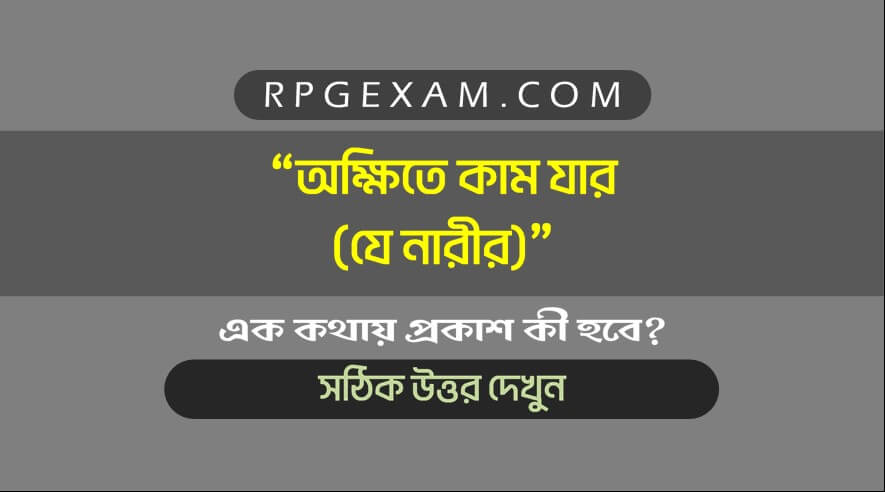 RPGEXAM.COM
“অক্ষিতে কাম যার
(যে নারীর)”
এক কথায় প্রকাশ কী হবে?
সঠিক উত্তর দেখুন